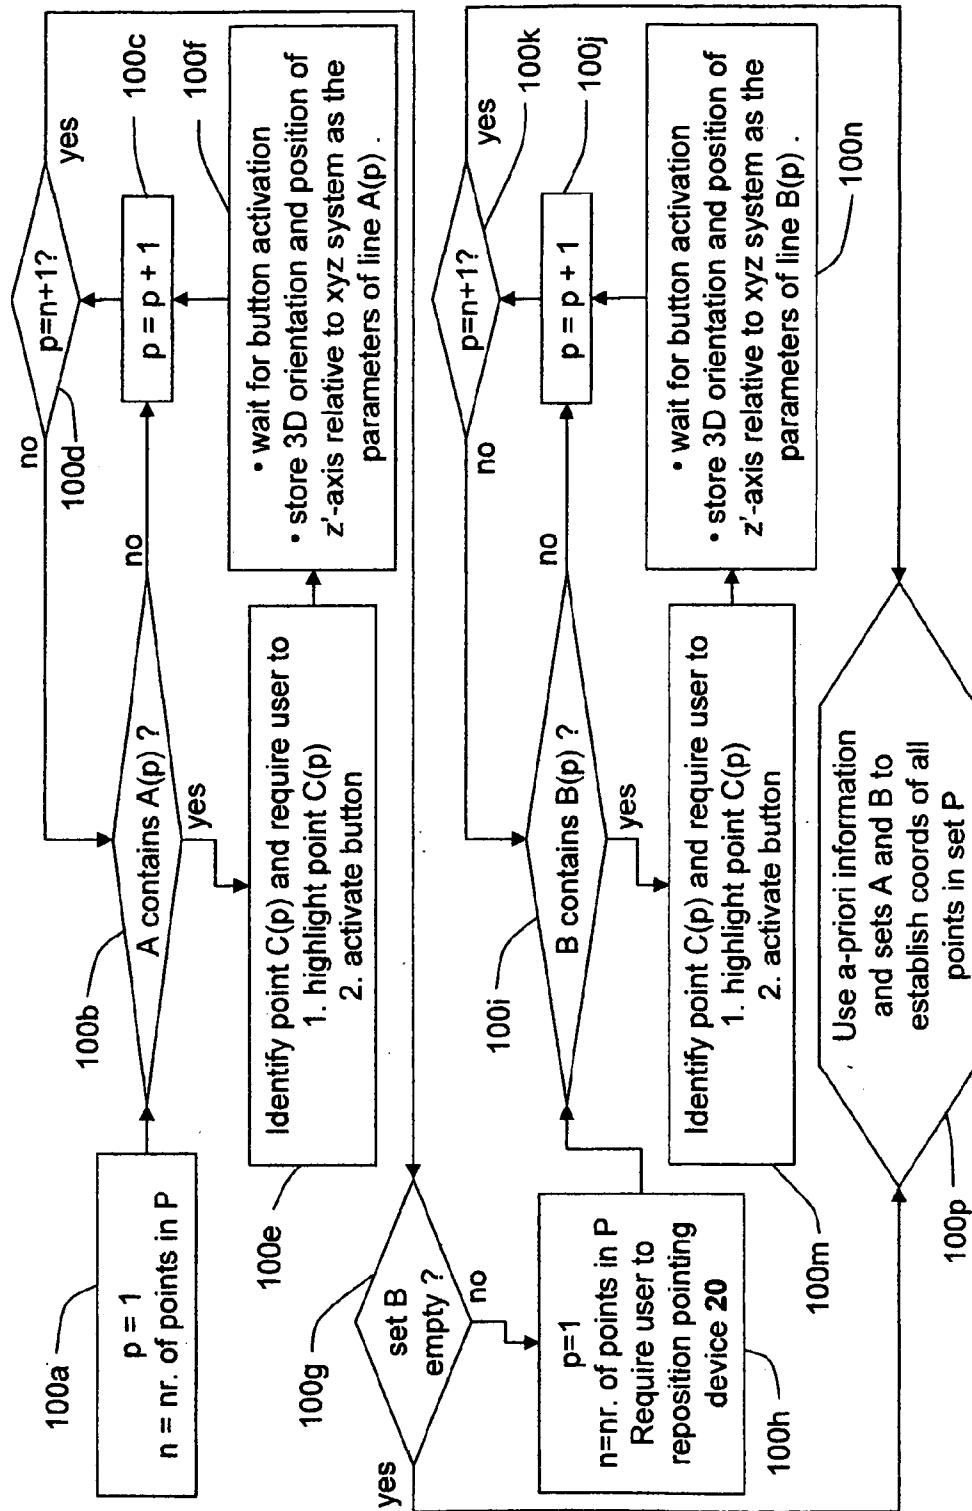 100a
p = 1
n = nr. of points in P
100b
A contains A(p) ?
no
yes
100c
p = p + 1
100d
p=n+1?
no
yes
100e
Identify point C(p) and require user to
1. highlight point C(p)
2. activate button
100f
• wait for button activation
• store 3D orientation and position of
z'-axis relative to xyz system as the
parameters of line A(p) .
100g
set B
empty ?
yes
no
100h
p=1
n=nr. of points in P
Require user to
reposition pointing
device 20
100i
B contains B(p) ?
no
yes
100j
p = p + 1
100k
p=n+1?
no
yes
100m
Identify point C(p) and require user to
1. highlight point C(p)
2. activate button
100n
• wait for button activation
• store 3D orientation and position of
z'-axis relative to xyz system as the
parameters of line B(p) .
100p
Use a-priori information
and sets A and B to
establish coords of all
points in set P